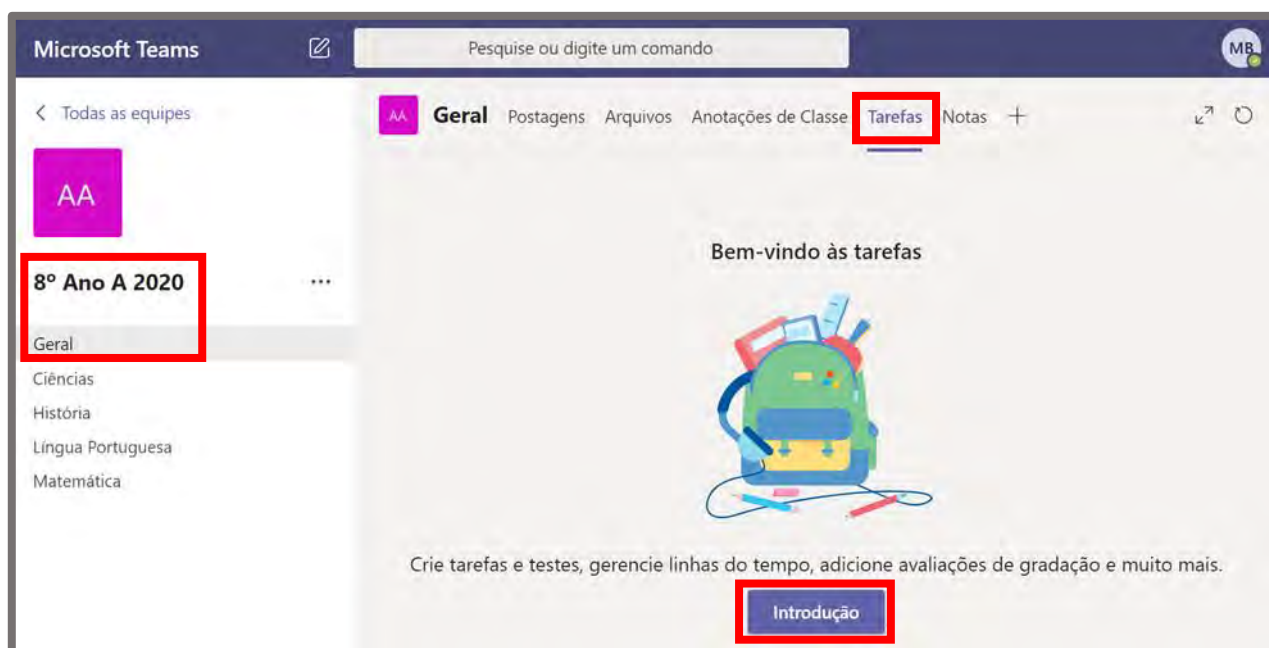 Microsoft Teams
Pesquise ou digite um comando
MB
Todas as equipes
AA
8º Ano A 2020
...
Geral
Ciências
História
Língua Portuguesa
Matemática
AA Geral Postagens Arquivos Anotações de Classe Tarefas Notas +
Bem-vindo às tarefas
Crie tarefas e testes, gerencie linhas do tempo, adicione avaliações de gradação e muito mais.
Introdução